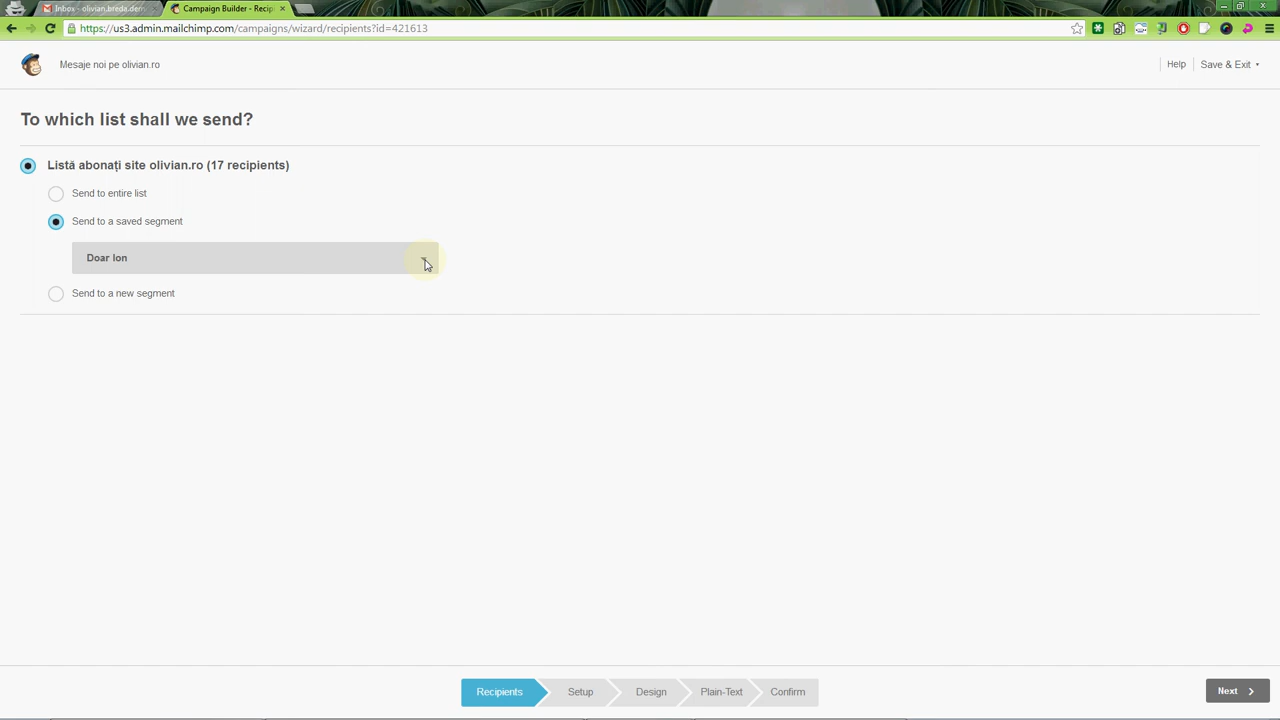 Inbox - olivian.breda.dem
Campaign Builder - Recip
https://us3.admin.mailchimp.com/campaigns/wizard/recipients?id=421613
Mesaje noi pe olivian.ro
Help
Save & Exit
To which list shall we send?
Listă abonați site olivian.ro (17 recipients)
Send to entire list
Send to a saved segment
Doar Ion
Send to a new segment
Recipients
Setup
Design
Plain-Text
Confirm
Next